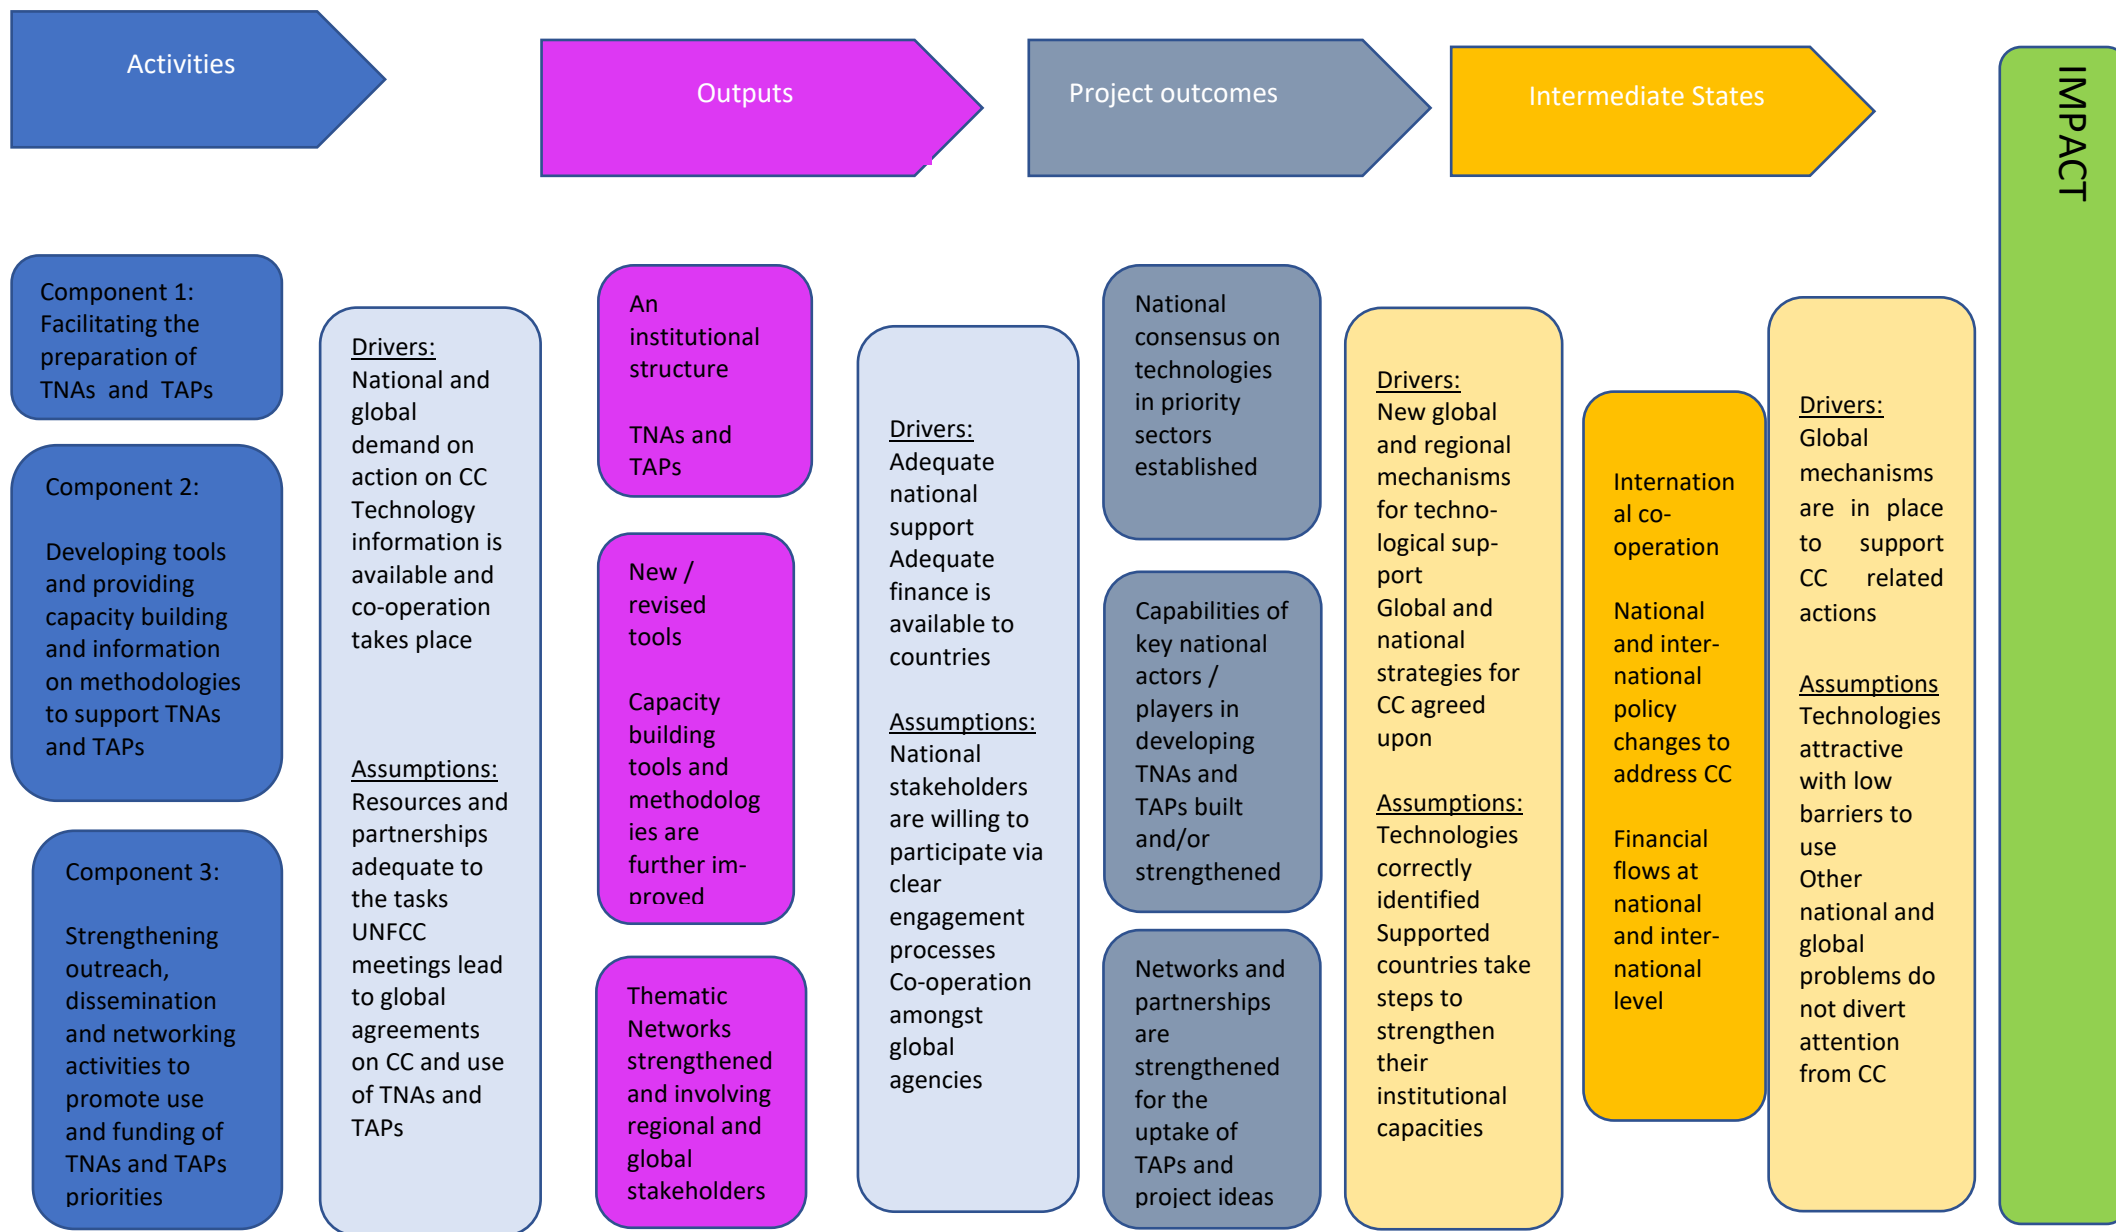 Activities
Outputs
Project outcomes
Intermediate States
IMPACT
Component 1:
Facilitating the
preparation of
TNAs and TAPs
Component 2:
Developing tools
and providing
capacity building
and information
on methodologies
to support TNAs
and TAPs
Component 3:
Strengthening
outreach,
dissemination
and networking
activities to
promote use
and funding of
TNAs and TAPs
priorities
Drivers:
National and
global
demand on
action on CC
Technology
information is
available and
co-operation
takes place
Assumptions:
Resources and
partnerships
adequate to
the tasks
UNFCC
meetings lead
to global
agreements
on CC and use
of TNAs and
TAPs
An
institutional
structure
TNAs and
TAPs
New /
revised
tools
Capacity
building
tools and
methodolog
ies are
further im-
proved
Thematic
Networks
strengthened
and involving
regional and
global
stakeholders
Drivers:
Adequate
national
support
Adequate
finance is
available to
countries
Assumptions:
National
stakeholders
are willing to
participate via
clear
engagement
processes
Co-operation
amongst
global
agencies
National
consensus on
technologies
in priority
sectors
established
Capabilities of
key national
actors /
players in
developing
TNAs and
TAPs built
and/or
strengthened
Networks and
partnerships
are
strengthened
for the
uptake of
TAPs and
project ideas
Drivers:
New global
and regional
mechanisms
for techno-
logical sup-
port
Global and
national
strategies for
CC agreed
upon
Assumptions:
Technologies
correctly
identified
Supported
countries take
steps to
strengthen
their
institutional
capacities
Internation
al co-
operation
National
and inter-
national
policy
changes to
address CC
Financial
flows at
national
and inter-
national
level
Drivers:
Global
mechanisms
are in place
to support
CC related
actions
Assumptions
Technologies
attractive
with low
barriers to
use
Other
national and
global
problems do
not divert
attention
from CC